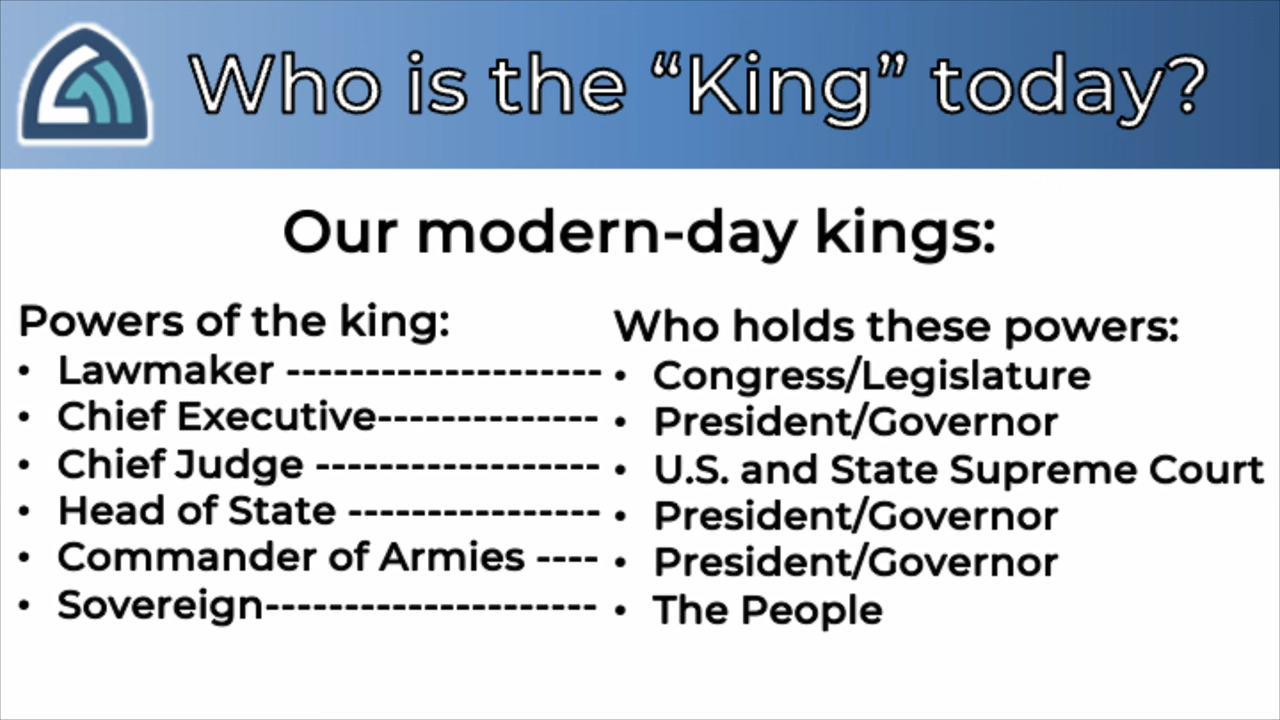 Who is the “King” today?
Our modern-day kings:
Powers of the king:
• Lawmaker --------------------
• Chief Executive--------------
• Chief Judge ------------------
• Head of State ----------------
• Commander of Armies ----
• Sovereign---------------------
Who holds these powers:
• Congress/Legislature
• President/Governor
• U.S. and State Supreme Court
• President/Governor
• President/Governor
• The People